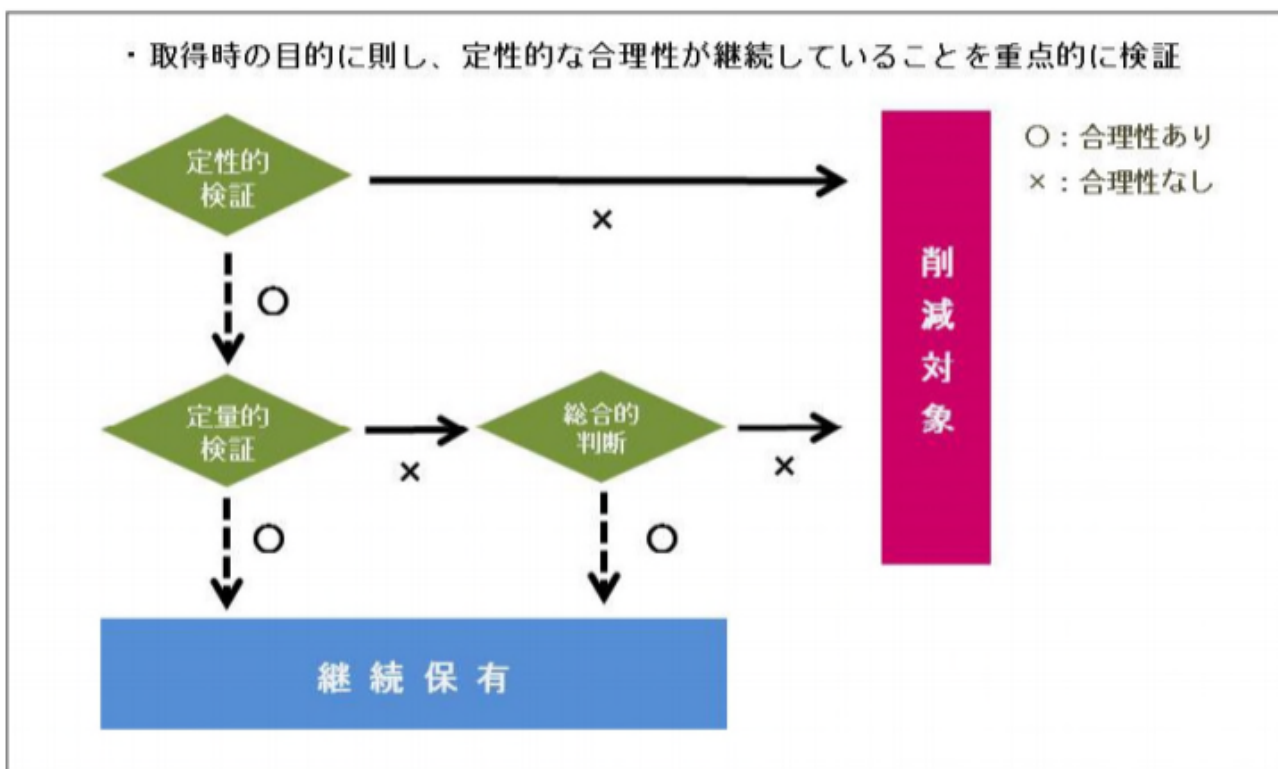 ・取得時の目的に則し、定性的な合理性が継続していることを重点的に検証
定性的
検証
×
○：合理性あり
×：合理性なし
○
削減対象
定量的
検証
×
総合的
判断
×
○
○
継続保有